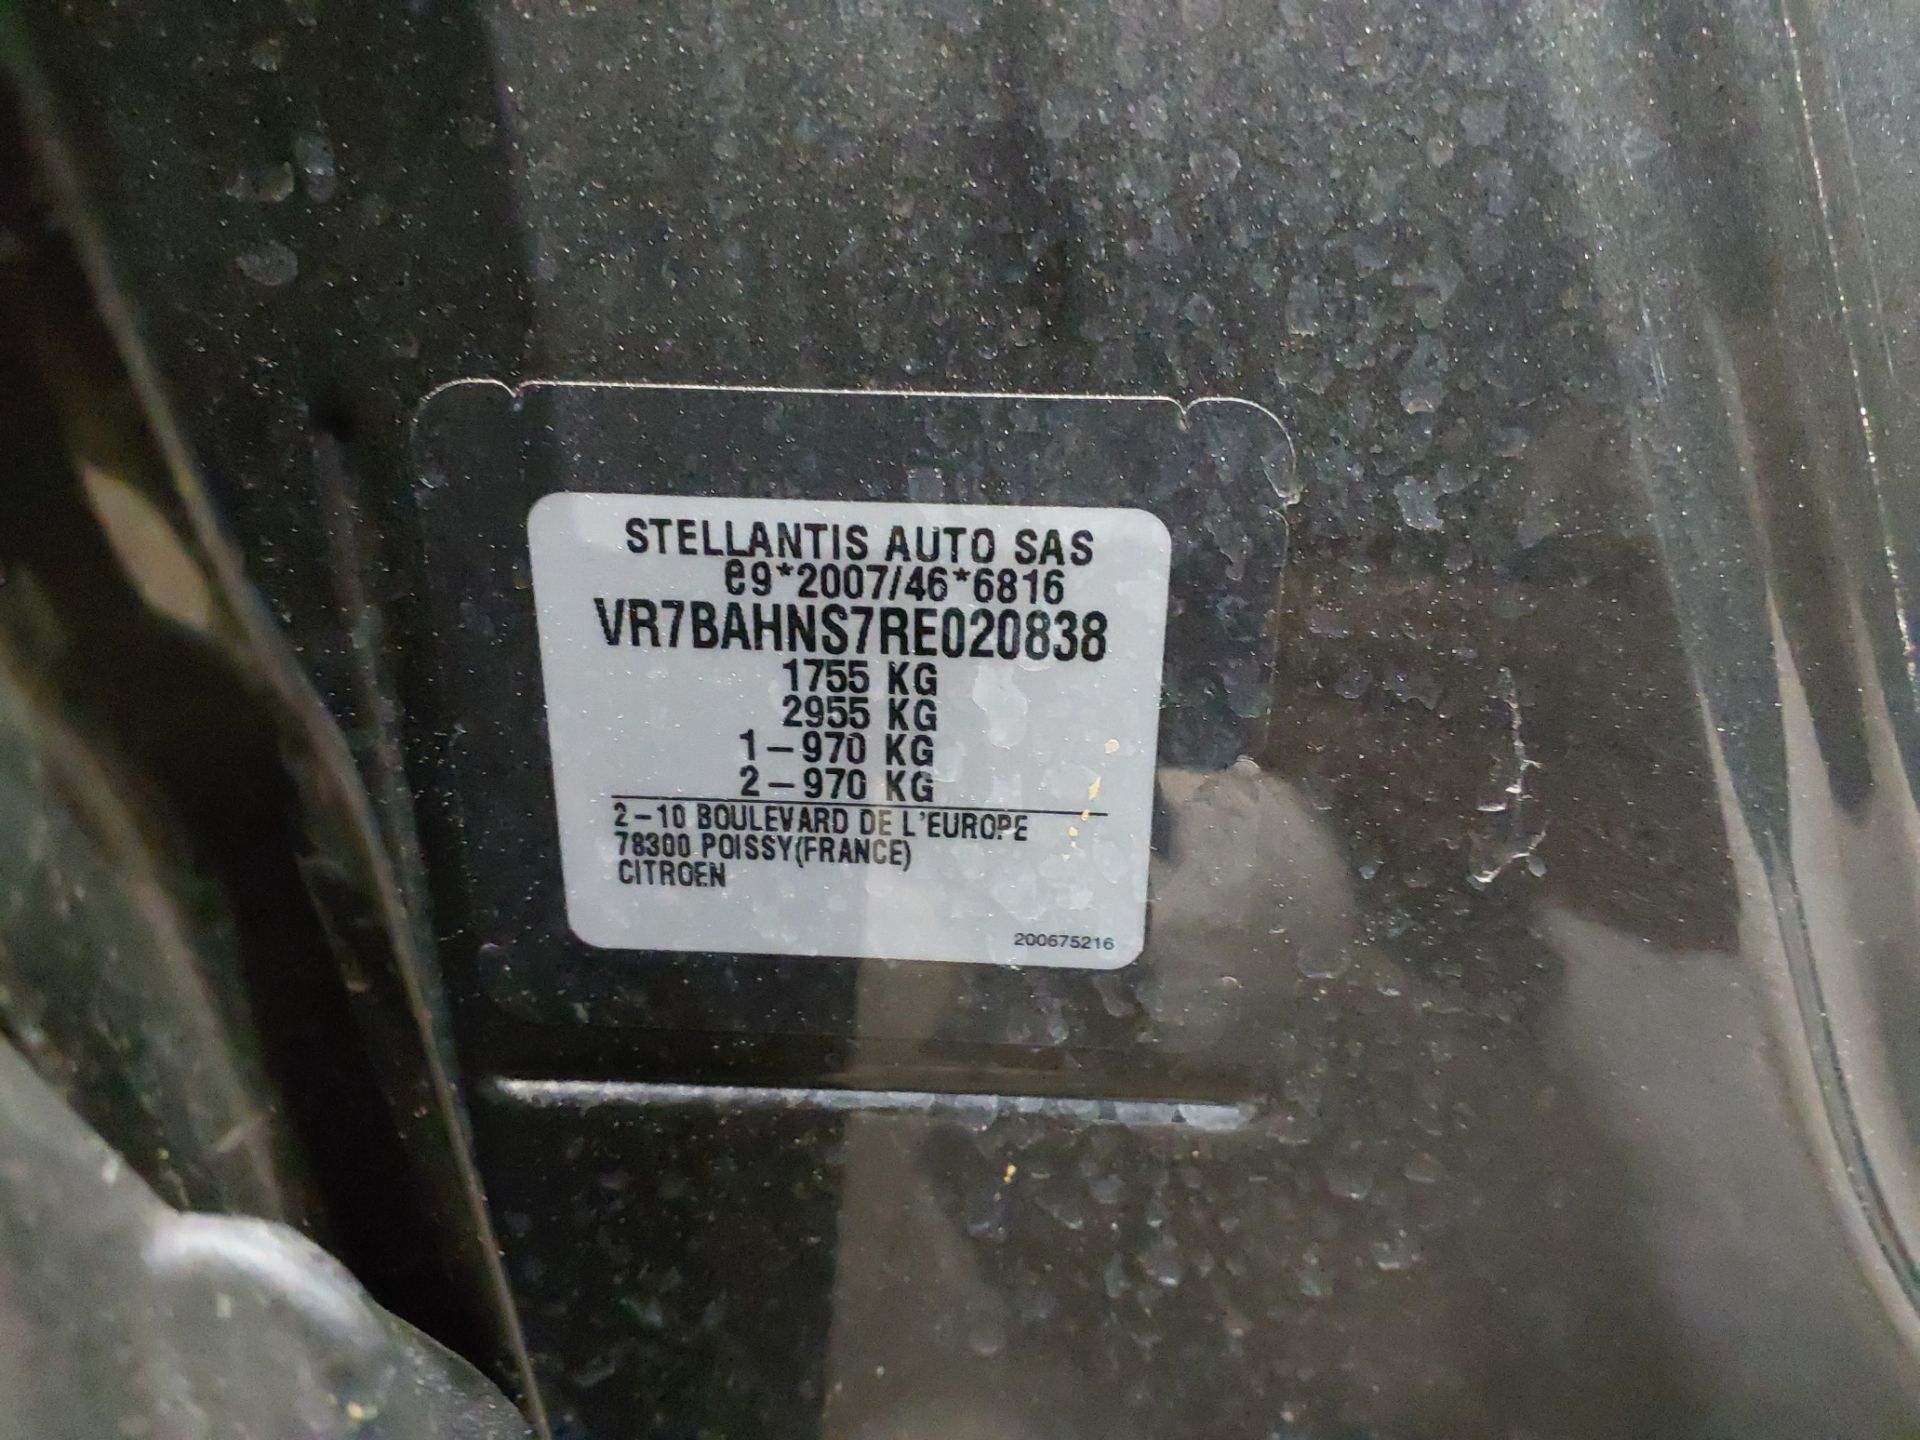 STELLANTIS AUTO SAS
e9*2007/46*6816
VR7BAHNS7RE020838
1755 KG
2955 KG
1-970 KG
2-970 KG
2-10 BOULEVARD DE L'EUROPE
78300 POISSY(FRANCE)
CITROEN
200675216